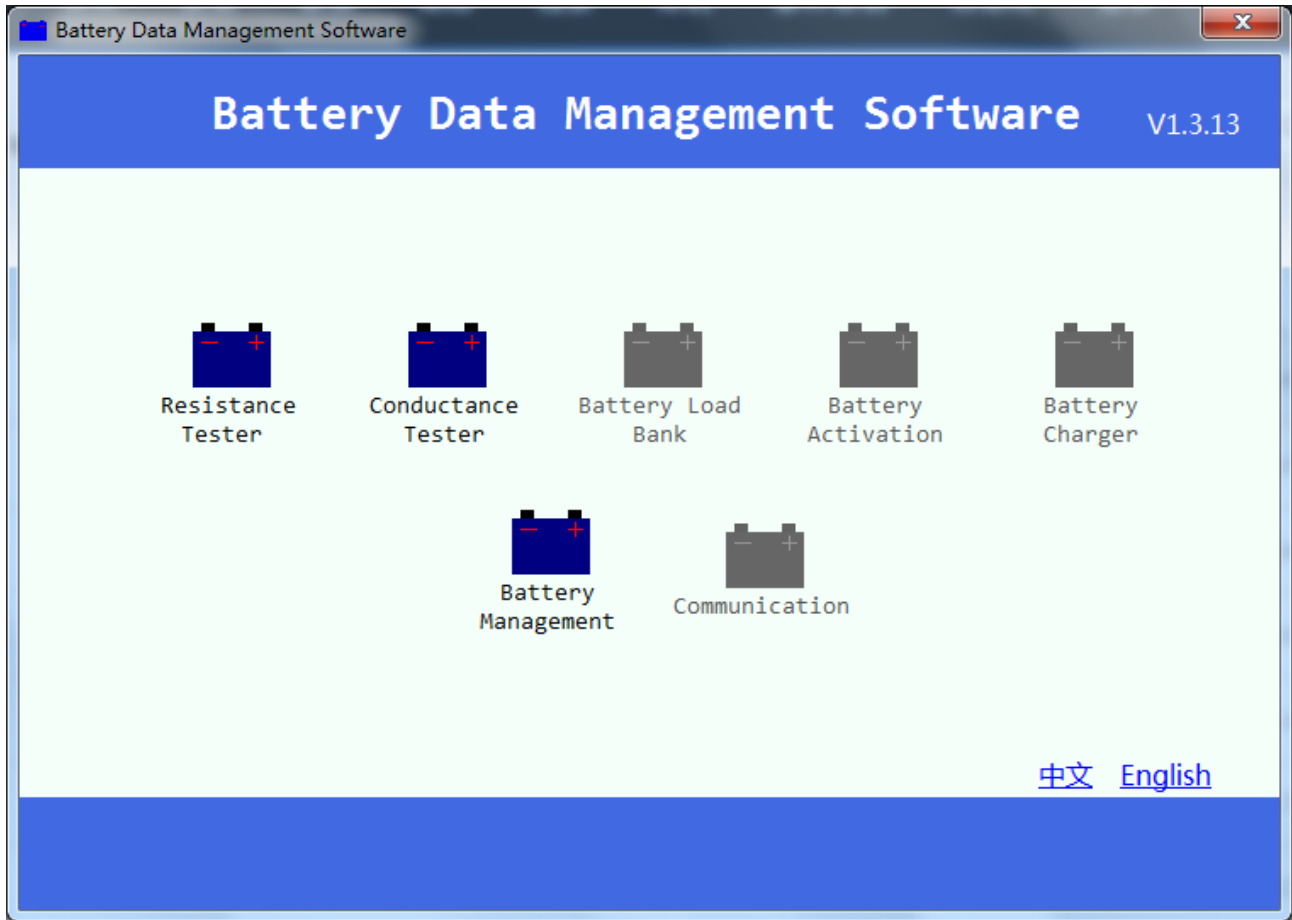 Battery Data Management Software
X
Battery Data Management Software V1.3.13
Resistance Tester
Conductance Tester
Battery Load Bank
Battery Activation
Battery Charger
Battery Management
Communication
中文 English